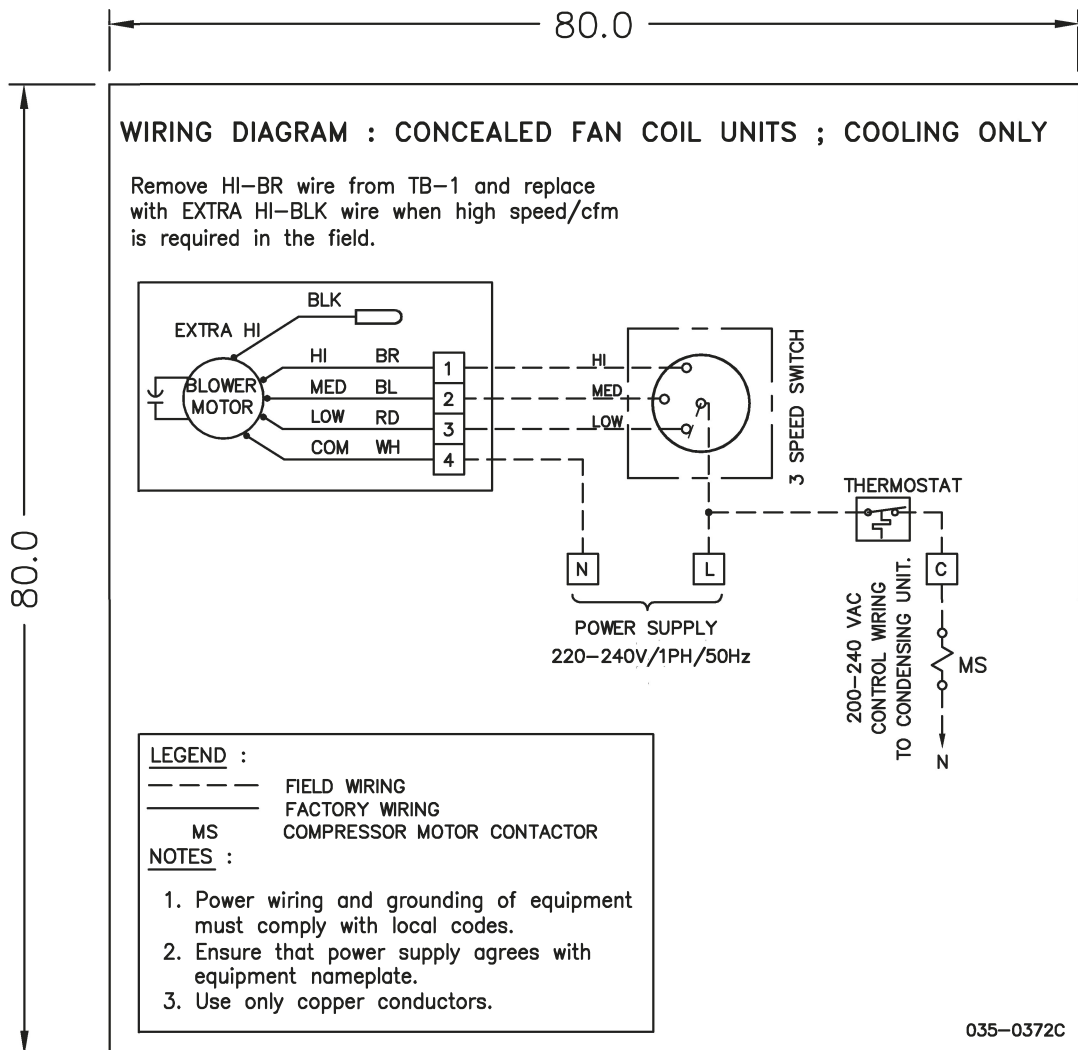 80.0
80.0
WIRING DIAGRAM : CONCEALED FAN COIL UNITS ; COOLING ONLY
Remove HI-BR wire from TB-1 and replace
with EXTRA HI-BLK wire when high speed/cfm
is required in the field.
BLK
EXTRA HI
BLOWER
MOTOR
HI BR 1
MED BL 2
LOW RD 3
COM WH 4
HI
MED
LOW
3 SPEED SWITCH
THERMOSTAT
N
L
C
POWER SUPPLY
220-240V/1PH/50Hz
200-240 VAC
CONTROL WIRING
TO CONDENSING UNIT.
MS
N
LEGEND :
FIELD WIRING
FACTORY WIRING
MS COMPRESSOR MOTOR CONTACTOR
NOTES :
1. Power wiring and grounding of equipment
must comply with local codes.
2. Ensure that power supply agrees with
equipment nameplate.
3. Use only copper conductors.
035-0372C